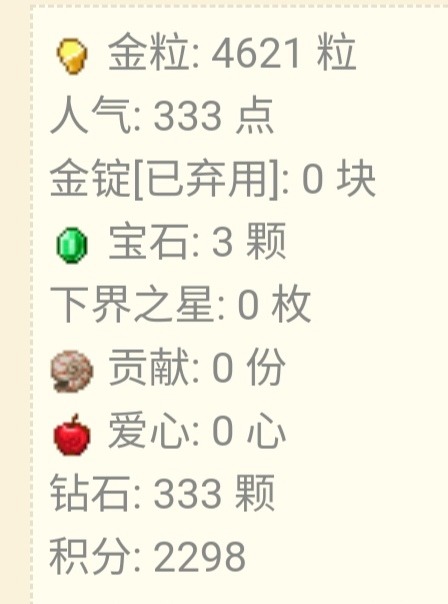 金粒: 4621 粒
人气: 333 点
金锭[已弃用]: 0 块
宝石: 3 颗
下界之星: 0 枚
贡献: 0 份
爱心: 0 心
钻石: 333 颗
积分: 2298